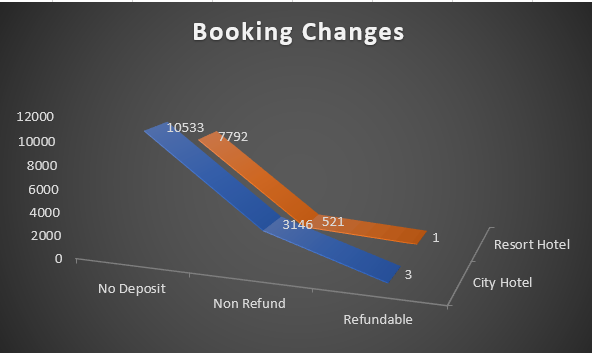 Booking Changes
12000
10000
8000
6000
4000
2000
0
10533
7792
3146
521
1
3
No Deposit
Non Refund
Refundable
Resort Hotel
City Hotel